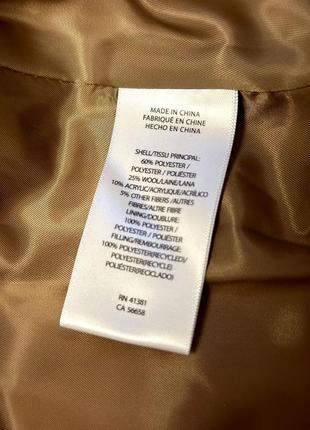 MADE IN CHINA
FABRIQUÉ EN CHINE
HECHO EN CHINA
SHELL/TISSU PRINCIPAL:
60% POLYESTER /
POLYESTER / POLIÉSTER
25% WOOL/LAINE/LANA
10% ACRYLIC/ACRYLIQUE/ACRÍLICO
5% OTHER FIBERS /AUTRES
FIBRES/ALTRE FIBRE
LINING/DOUBLURE:
100% POLYESTER /
POLYESTER / POLIÉSTER
FILLING/REMBOURRAGE:
100% POLYESTER(RECYCLED)/
POLYESTER(RECYCLE)/
POLIÉSTER(RECICLADO)
RN 41381
CA 56658